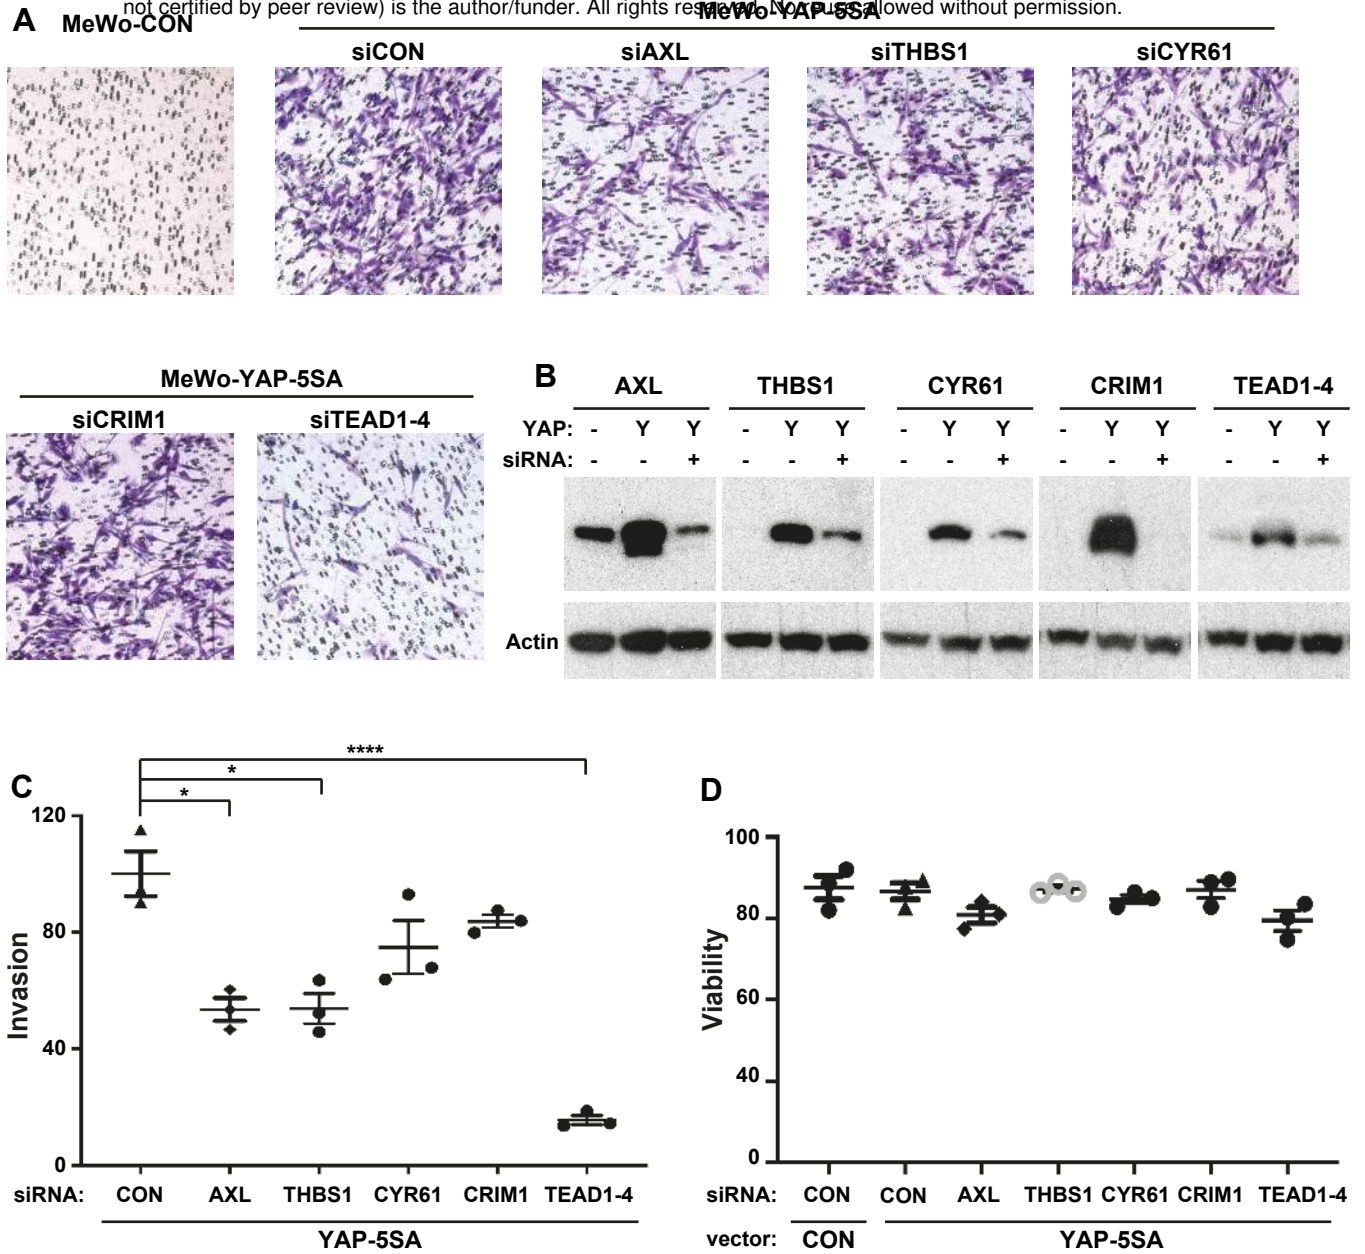 not certified by peer review) is the author/funder. All rights reserved. No reuse allowed without permission.
A
MeWo-CON
MeWo-YAP-5SA
siCON siAXL siTHBS1 siCYR61
MeWo-YAP-5SA
siCRIM1 siTEAD1-4
B
AXL THBS1 CYR61 CRIM1 TEAD1-4
YAP: - Y Y - Y Y - Y Y - Y Y - Y Y
siRNA: - - + - - + - - + - - + - - +
Actin
C
****
*
*
120
80
40
0
Invasion
siRNA: CON AXL THBS1 CYR61 CRIM1 TEAD1-4
YAP-5SA
D
100
80
60
40
0
Viability
siRNA: CON CON AXL THBS1 CYR61 CRIM1 TEAD1-4
vector: CON YAP-5SA